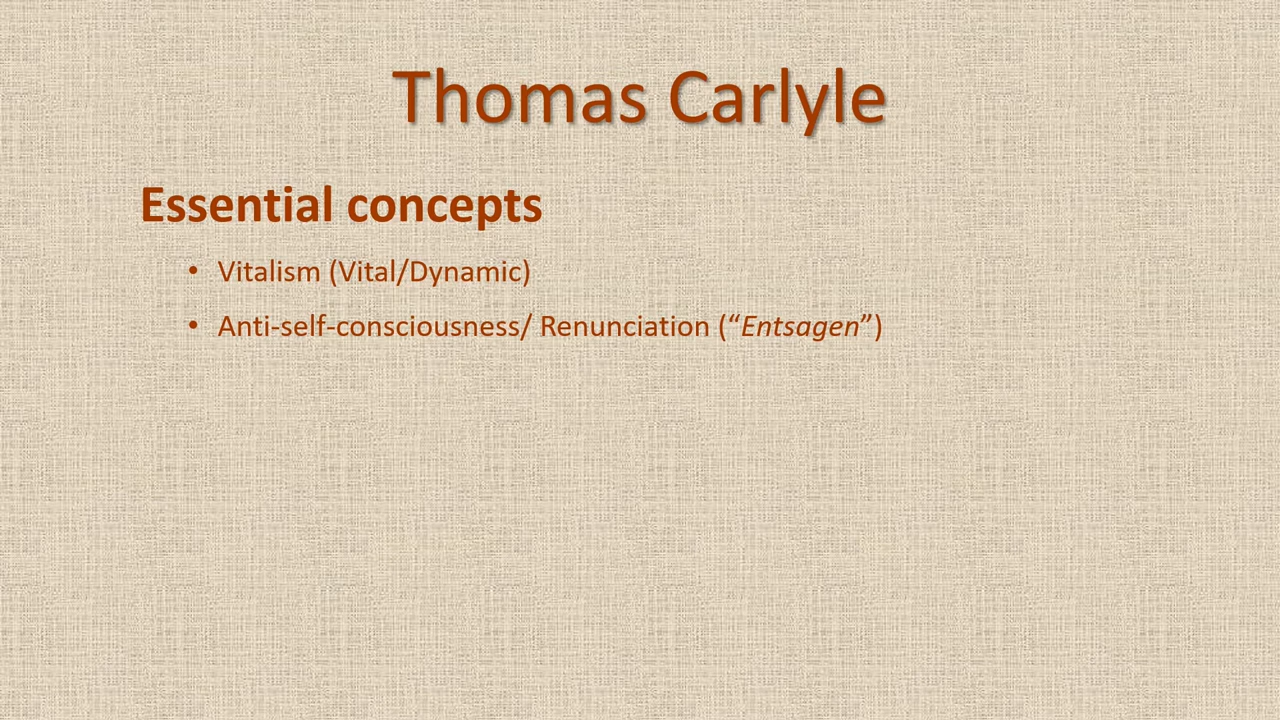 Thomas Carlyle
Essential concepts
• Vitalism (Vital/Dynamic)
• Anti-self-consciousness/ Renunciation (“Entsagen”)